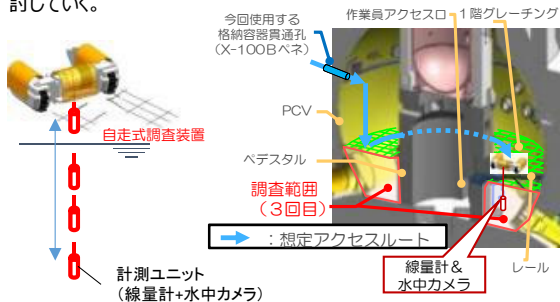 討していく。
自走式調査装置
計測ユニット
(線量計+水中カメラ)
今回使用する
格納容器貫通孔
(X-100Bペネ)
作業員アクセスロ
1階グレーチング
PCV
ペデスタル
調査範囲
(3回目)
:想定アクセスルート
線量計&
水中カメラ
レール